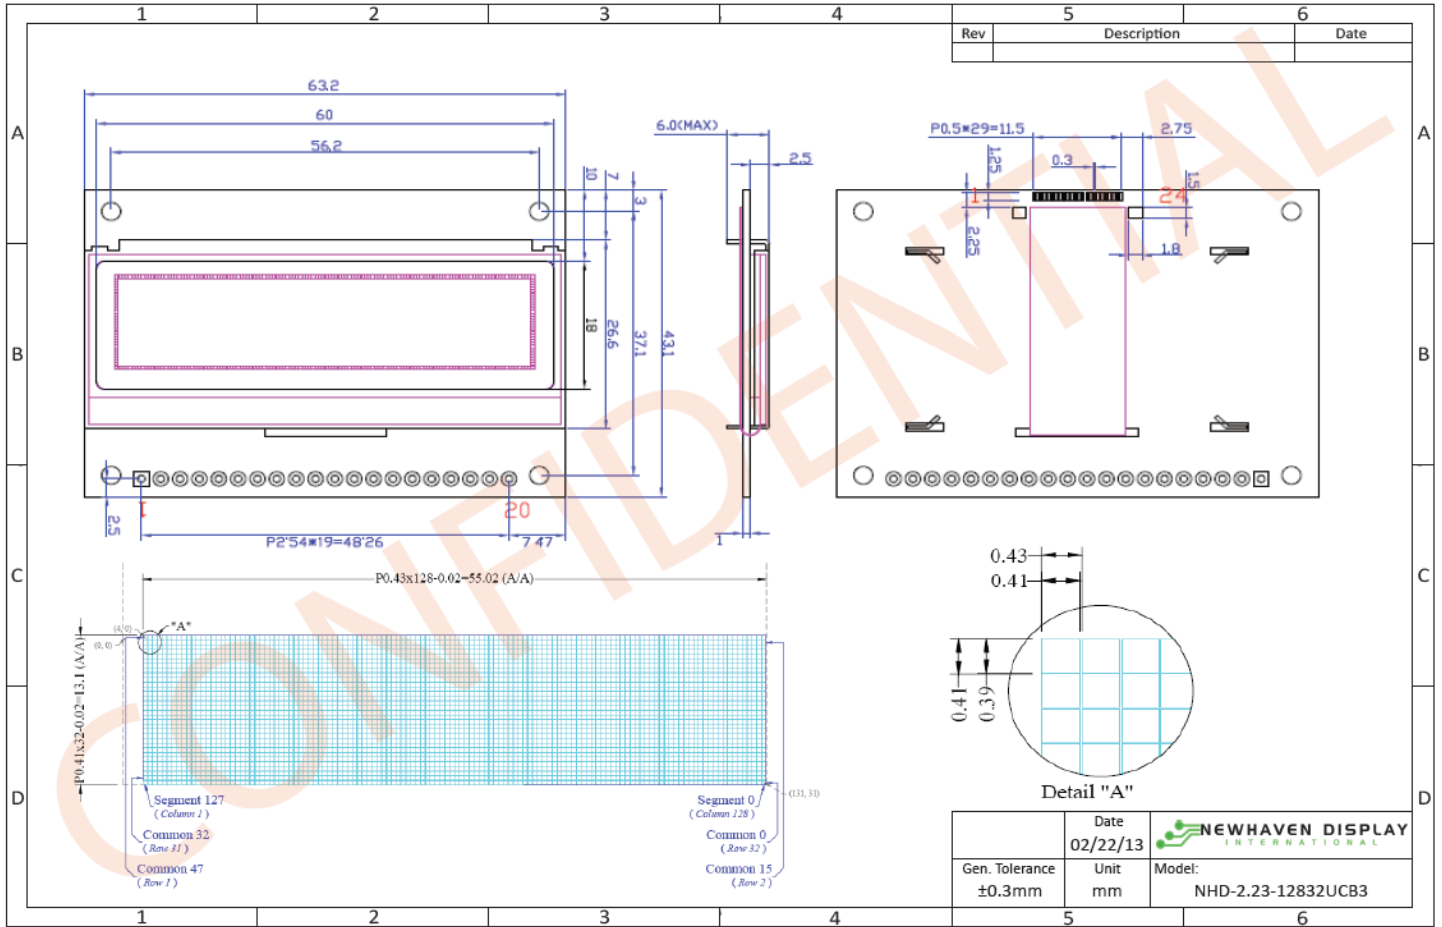 1 2 3 4 5 6
Rev Description Date
A A
B B
C C
D D
CONFIDENTIAL
63.2
60
56.2
10
7
3
18
26.6
37.1
43.1
2.5
1
20
P2'54*19=48'26
7 47
6.0(MAX)
2.5
1
P0.5*29=11.5
2.75
1.25
0.3
1
24
1.5
2.25
1.8
P0.43x128-0.02=55.02 (A/A)
P0.41x32-0.02=13.1 (A/A)
(4, 0)
(0, 0)
"A"
(131, 31)
Segment 127
( Column 1 )
Common 32
( Row 31 )
Common 47
( Row 1 )
Segment 0
( Column 128 )
Common 0
( Row 32 )
Common 15
( Row 2 )
0.43
0.41
0.41
0.39
Detail "A"
Date
02/22/13
NEWHAVEN DISPLAY
INTERNATIONAL
Gen. Tolerance
±0.3mm
Unit
mm
Model:
NHD-2.23-12832UCB3
1 2 3 4 5 6